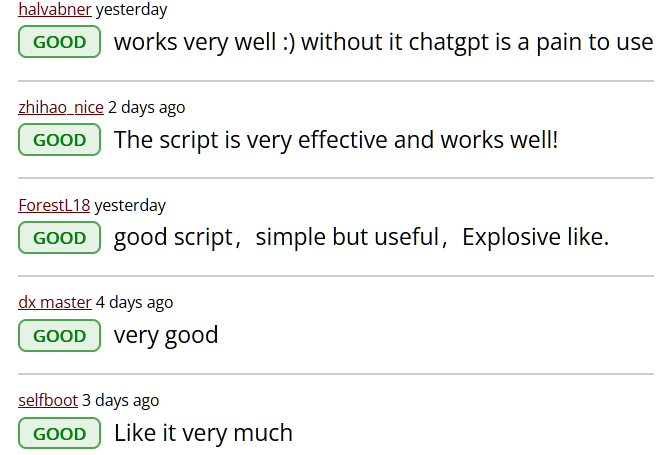 halvabner yesterday
GOOD works very well :) without it chatgpt is a pain to use
zhihao_nice 2 days ago
GOOD The script is very effective and works well!
ForestL18 yesterday
GOOD good script，simple but useful，Explosive like.
dx master 4 days ago
GOOD very good
selfboot 3 days ago
GOOD Like it very much